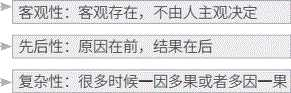 客观性：客观存在，不由人主观决定
先后性：原因在前，结果在后
复杂性：很多时候一因多果或者多因一果